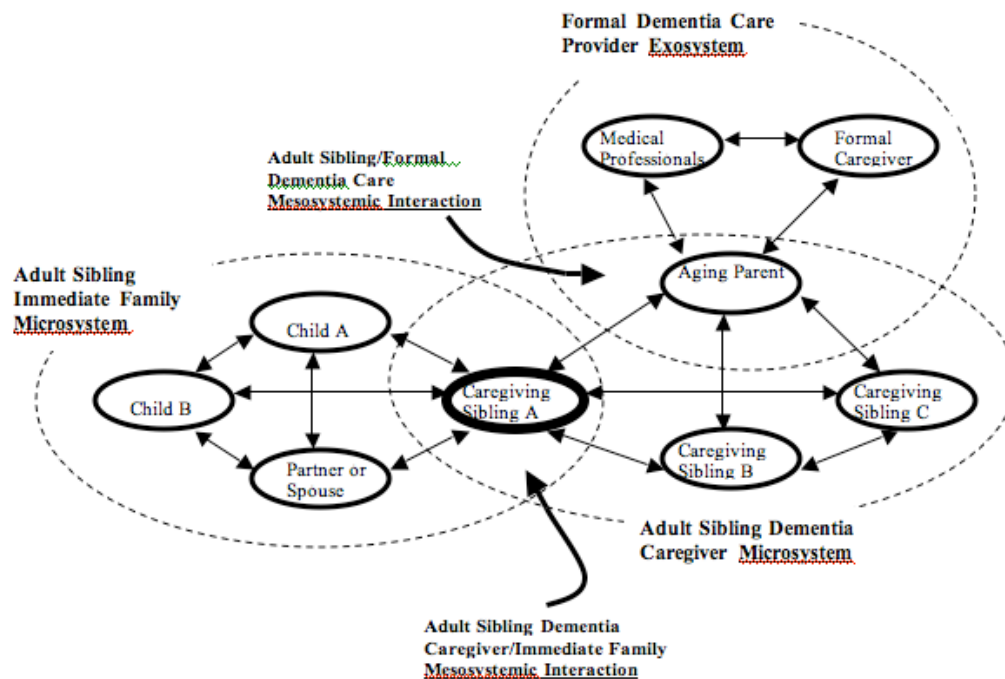 Formal Dementia Care
Provider Exosystem
Medical
Professionals
Formal
Caregiver
Adult Sibling/Formal
Dementia Care
Mesosystemic Interaction
Aging Parent
Adult Sibling
Immediate Family
Microsystem
Child A
Child B
Partner or
Spouse
Caregiving
Sibling A
Caregiving
Sibling C
Caregiving
Sibling B
Adult Sibling Dementia
Caregiver Microsystem
Adult Sibling Dementia
Caregiver/Immediate Family
Mesosystemic Interaction